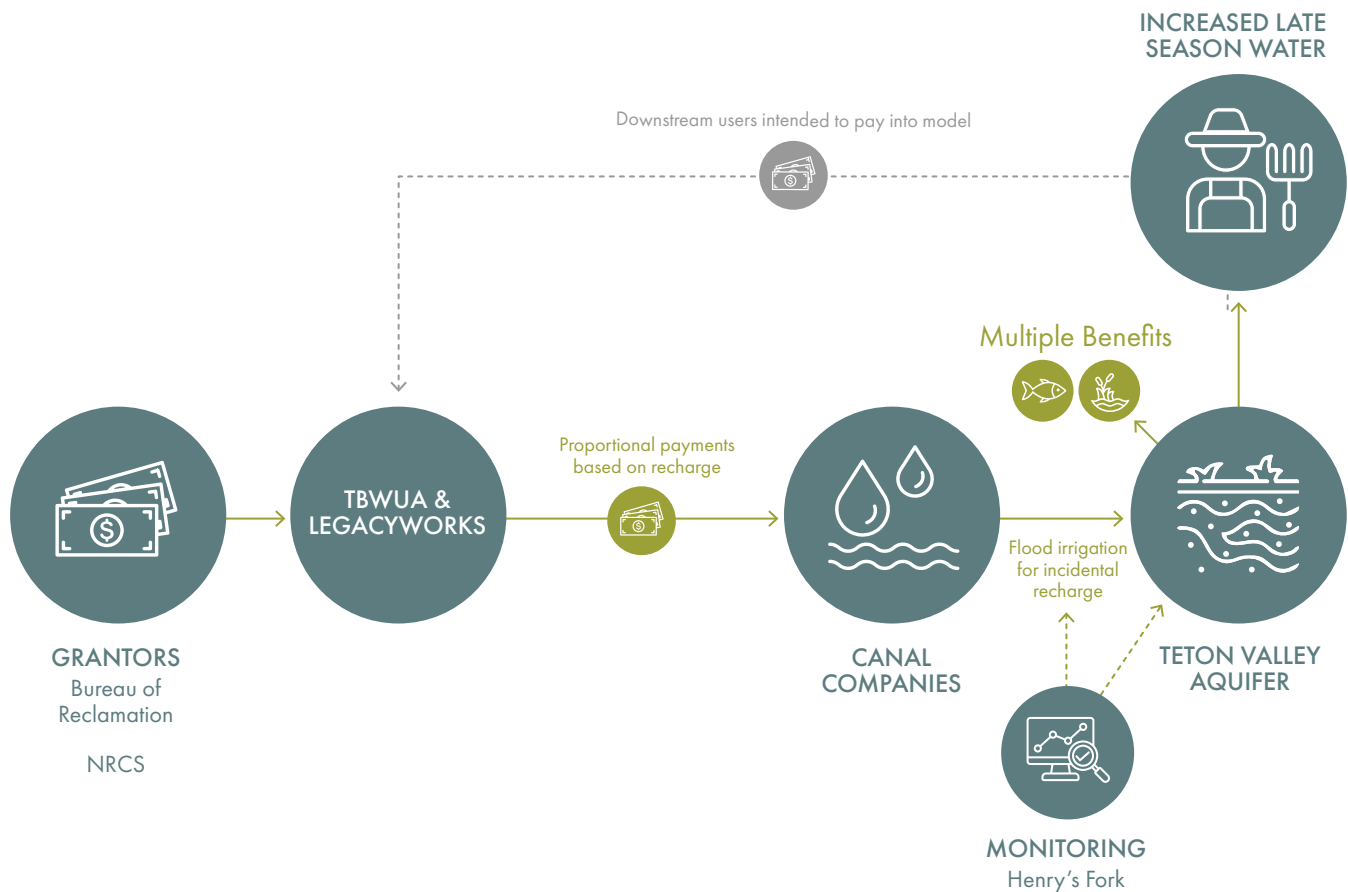 INCREASED LATE
SEASON WATER
Downstream users intended to pay into model
$
Multiple Benefits
Proportional payments
based on recharge
$
$
TBWUA &
LEGACYWORKS
Flood irrigation
for incidental
recharge
GRANTORS
Bureau of
Reclamation
NRCS
CANAL
COMPANIES
TETON VALLEY
AQUIFER
MONITORING
Henry's Fork